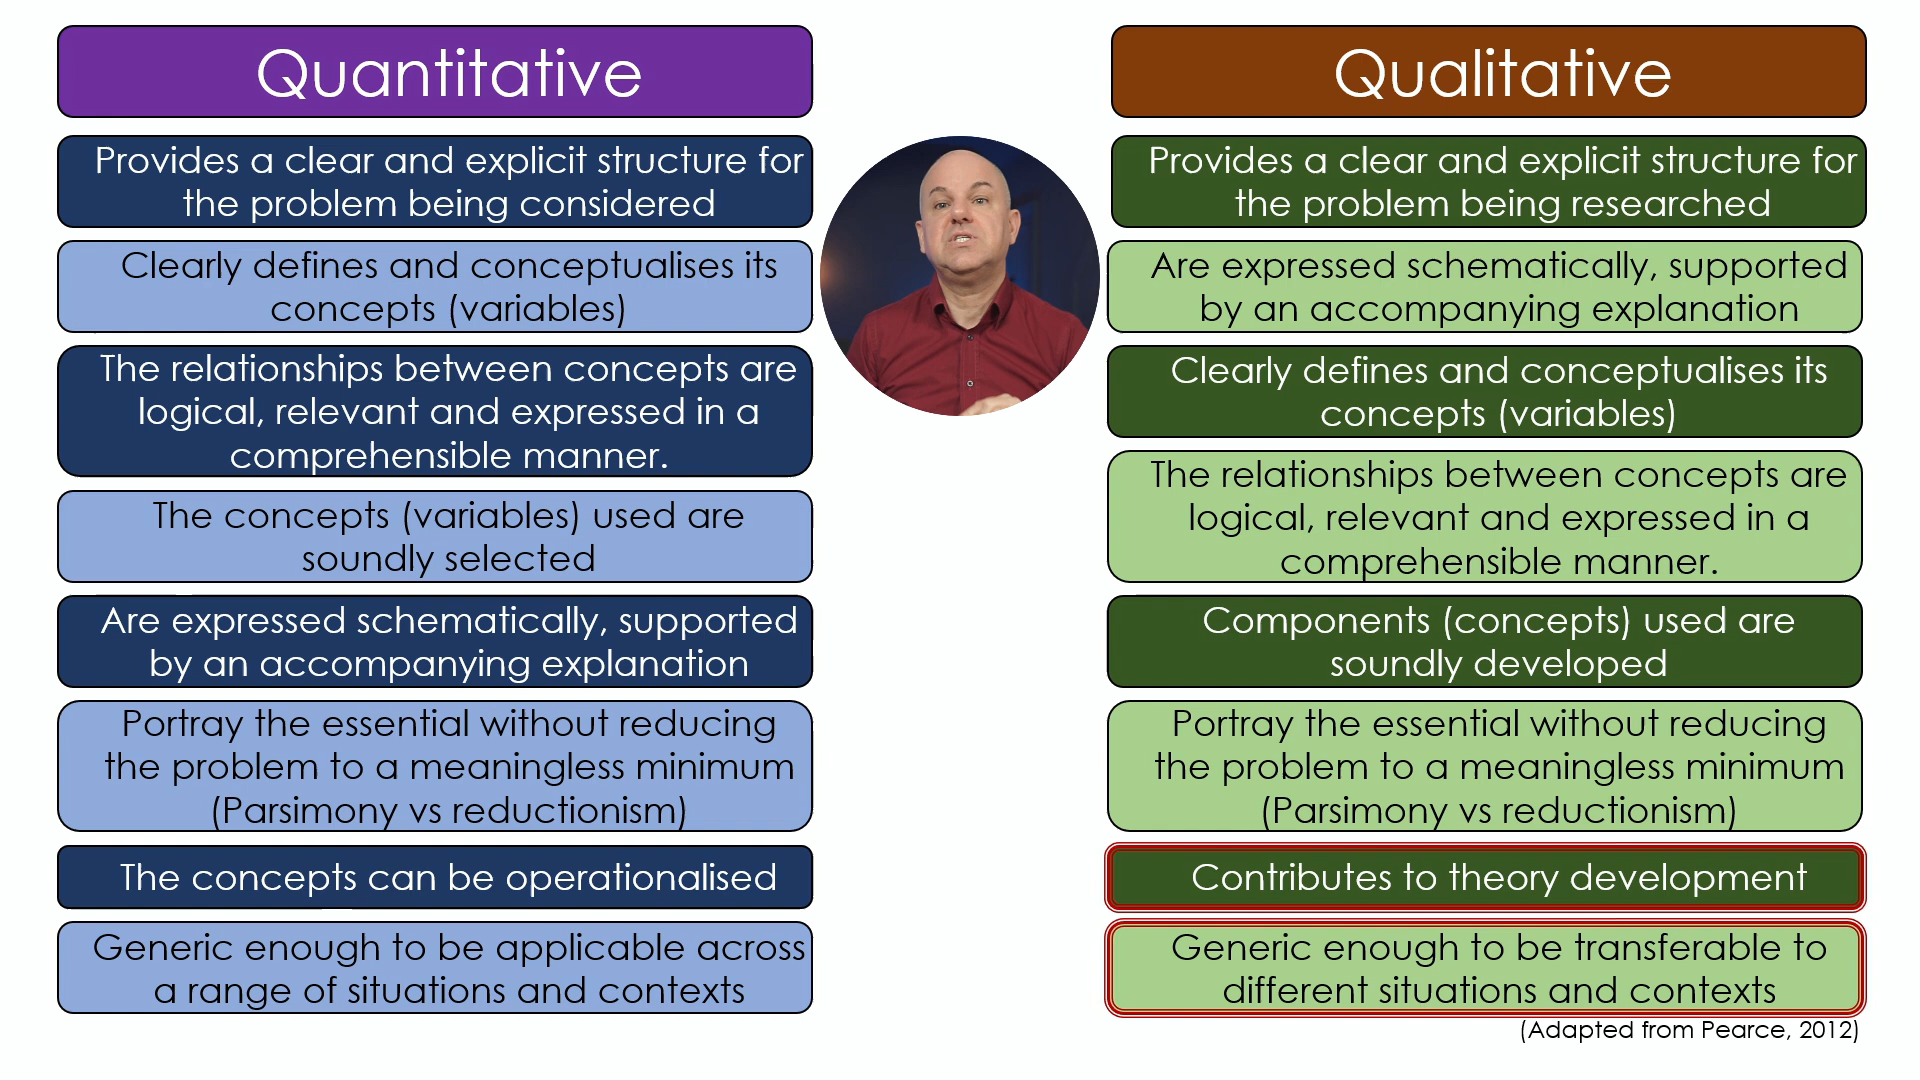 Quantitative
Provides a clear and explicit structure for
the problem being considered
Clearly defines and conceptualises its
concepts (variables)
The relationships between concepts are
logical, relevant and expressed in a
comprehensible manner.
The concepts (variables) used are
soundly selected
Are expressed schematically, supported
by an accompanying explanation
Portray the essential without reducing
the problem to a meaningless minimum
(Parsimony vs reductionism)
The concepts can be operationalised
Generic enough to be applicable across
a range of situations and contexts
Qualitative
Provides a clear and explicit structure for
the problem being researched
Are expressed schematically, supported
by an accompanying explanation
Clearly defines and conceptualises its
concepts (variables)
The relationships between concepts are
logical, relevant and expressed in a
comprehensible manner.
Components (concepts) used are
soundly developed
Portray the essential without reducing
the problem to a meaningless minimum
(Parsimony vs reductionism)
Contributes to theory development
Generic enough to be transferable to
different situations and contexts
(Adapted from Pearce, 2012)